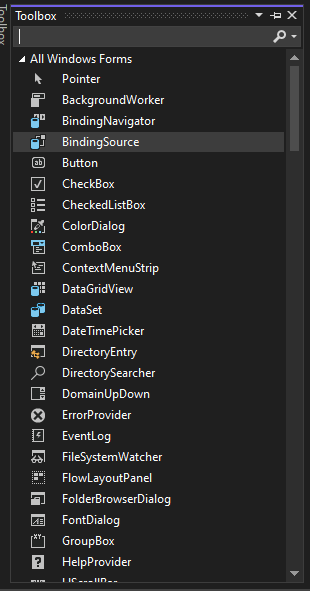 Toolbox
Toolbox
All Windows Forms
Pointer
BackgroundWorker
BindingNavigator
BindingSource
Button
CheckBox
CheckedListBox
ColorDialog
ComboBox
ContextMenuStrip
DataGridView
DataSet
DateTimePicker
DirectoryEntry
DirectorySearcher
DomainUpDown
ErrorProvider
EventLog
FileSystemWatcher
FlowLayoutPanel
FolderBrowserDialog
FontDialog
GroupBox
HelpProvider